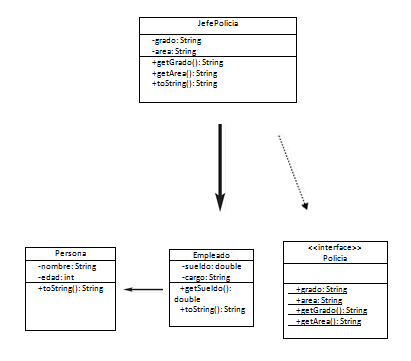 JefePolicia
-grado: String
-area: String
+getGrado(): String
+getArea(): String
+toString(): String
Persona
-nombre: String
-edad: int
+toString(): String
Empleado
-sueldo: double
-cargo: String
+getSueldo():
double
+toString(): String
<<interface>>
Policia
+grado: String
+area: String
+getGrado(): String
+getArea(): String